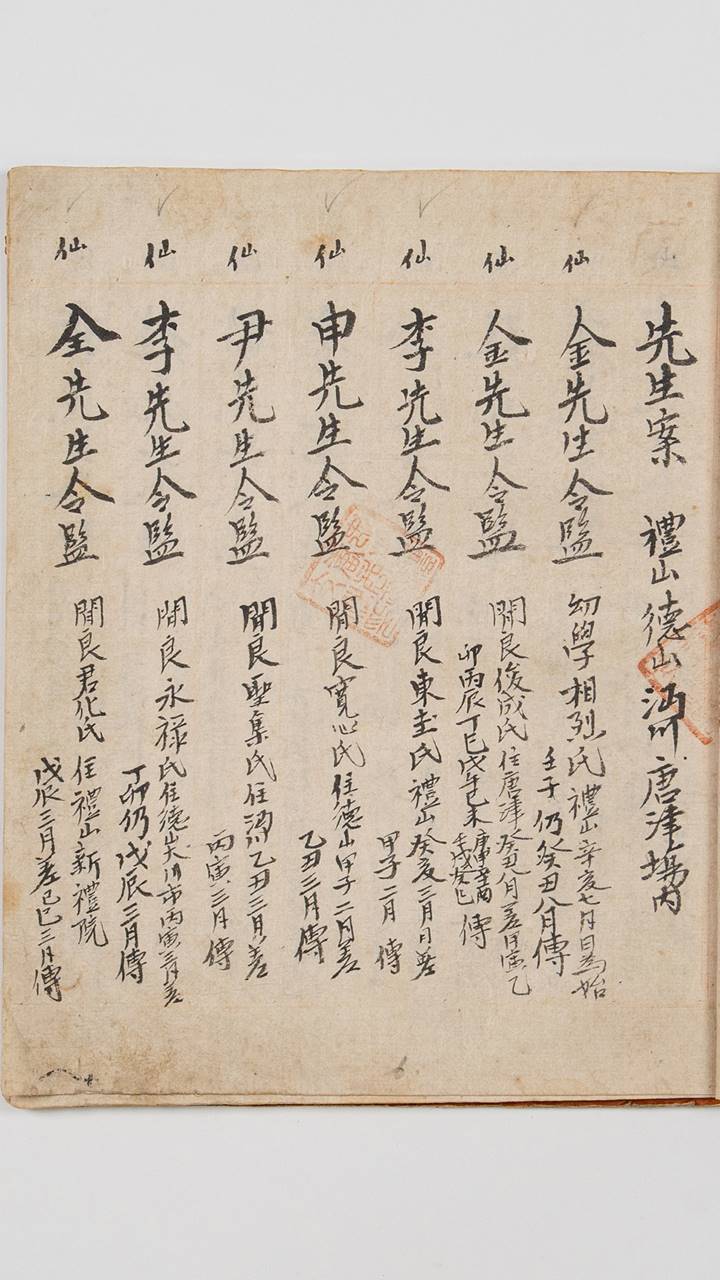 先生案 禮山 德山 沔川 唐津 場內
仙 金先生令監 幼學相烈氏 禮山 辛亥七月日爲始
壬子仍癸丑八月傳
仙 金先生令監 閒良俊成氏 住唐津 癸丑八月差甲寅乙
卯丙辰丁巳戊午己未庚申辛酉壬戌癸亥傳
仙 李先生令監 閒良東圭氏 禮山 癸亥三月日差
甲子二月傳
仙 申先生令監 閒良寬心氏 住德山 甲子二月差
乙丑三月傳
仙 尹先生令監 閒良聖集氏 住沔 乙丑三月差
丙寅三月傳
仙 李先生令監 閒良永祿氏 住德山大川市 丙寅三月差
丁卯仍戊辰三月傳
仙 全先生令監 閒良君化氏 住禮山新禮院
戊辰三月差己巳三月傳